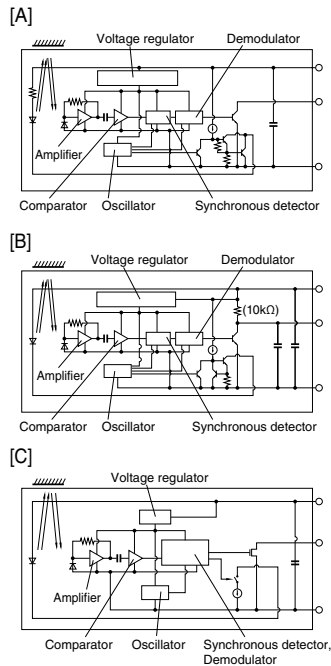 [A]
Voltage regulator
Demodulator
Amplifier
Comparator
Oscillator
Synchronous detector
[B]
Voltage regulator
Demodulator
(10kΩ)
Amplifier
Comparator
Oscillator
Synchronous detector
[C]
Voltage regulator
Amplifier
Comparator
Oscillator
Synchronous detector,
Demodulator